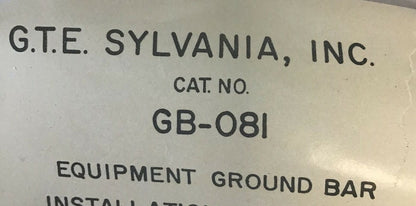 G.T.E. SYLVANIA, INC.
CAT. NO.
GB-081
EQUIPMENT GROUND BAR